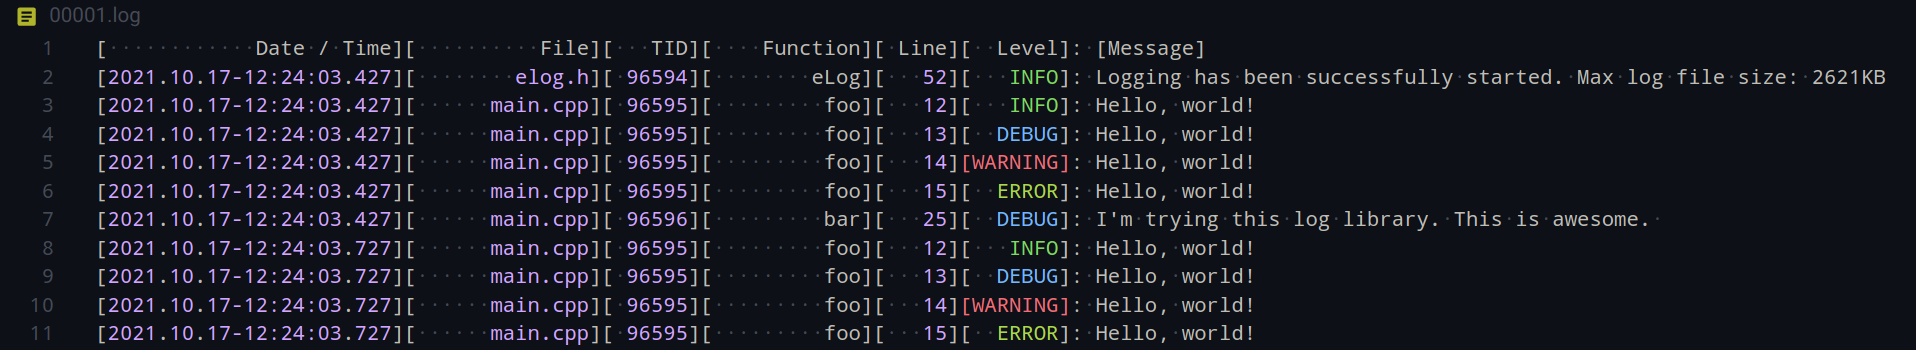 00001.log
1 [            Date / Time][          File][   TID][    Function][ Line][  Level]: [Message]
2 [2021.10.17-12:24:03.427][        elog.h][ 96594][        eLog][   52][   INFO]: Logging has been successfully started. Max log file size: 2621KB
3 [2021.10.17-12:24:03.427][      main.cpp][ 96595][         foo][   12][   INFO]: Hello, world!
4 [2021.10.17-12:24:03.427][      main.cpp][ 96595][         foo][   13][  DEBUG]: Hello, world!
5 [2021.10.17-12:24:03.427][      main.cpp][ 96595][         foo][   14][WARNING]: Hello, world!
6 [2021.10.17-12:24:03.427][      main.cpp][ 96595][         foo][   15][  ERROR]: Hello, world!
7 [2021.10.17-12:24:03.427][      main.cpp][ 96596][         bar][   25][  DEBUG]: I'm trying this log library. This is awesome.
8 [2021.10.17-12:24:03.727][      main.cpp][ 96595][         foo][   12][   INFO]: Hello, world!
9 [2021.10.17-12:24:03.727][      main.cpp][ 96595][         foo][   13][  DEBUG]: Hello, world!
10 [2021.10.17-12:24:03.727][      main.cpp][ 96595][         foo][   14][WARNING]: Hello, world!
11 [2021.10.17-12:24:03.727][      main.cpp][ 96595][         foo][   15][  ERROR]: Hello, world!